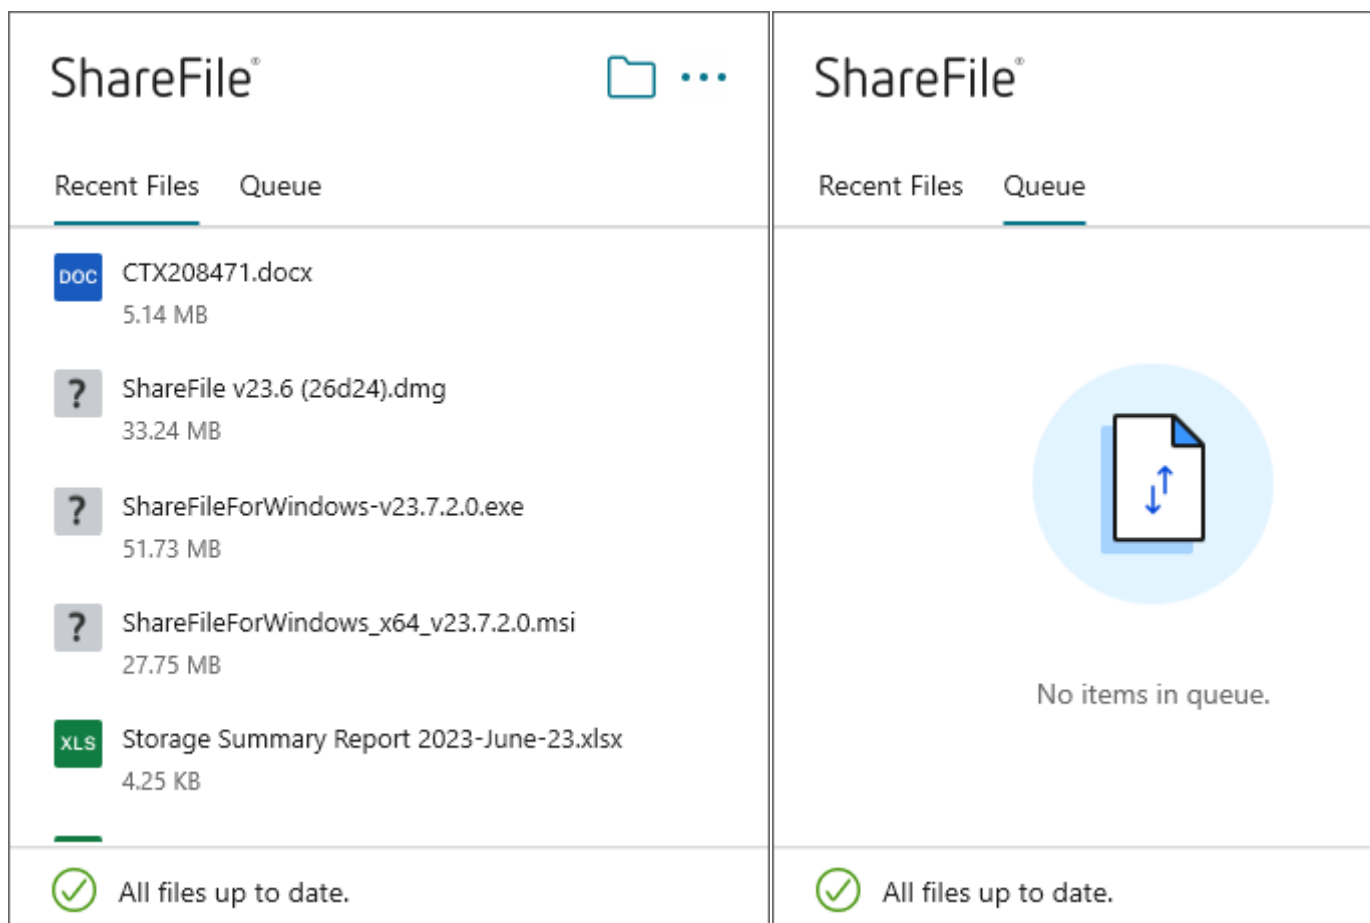 ShareFile®
Recent Files Queue
DOC CTX208471.docx
5.14 MB
? ShareFile v23.6 (26d24).dmg
33.24 MB
? ShareFileForWindows-v23.7.2.0.exe
51.73 MB
? ShareFileForWindows_x64_v23.7.2.0.msi
27.75 MB
XLS Storage Summary Report 2023-June-23.xlsx
4.25 KB
All files up to date.
ShareFile®
Recent Files Queue
No items in queue.
All files up to date.